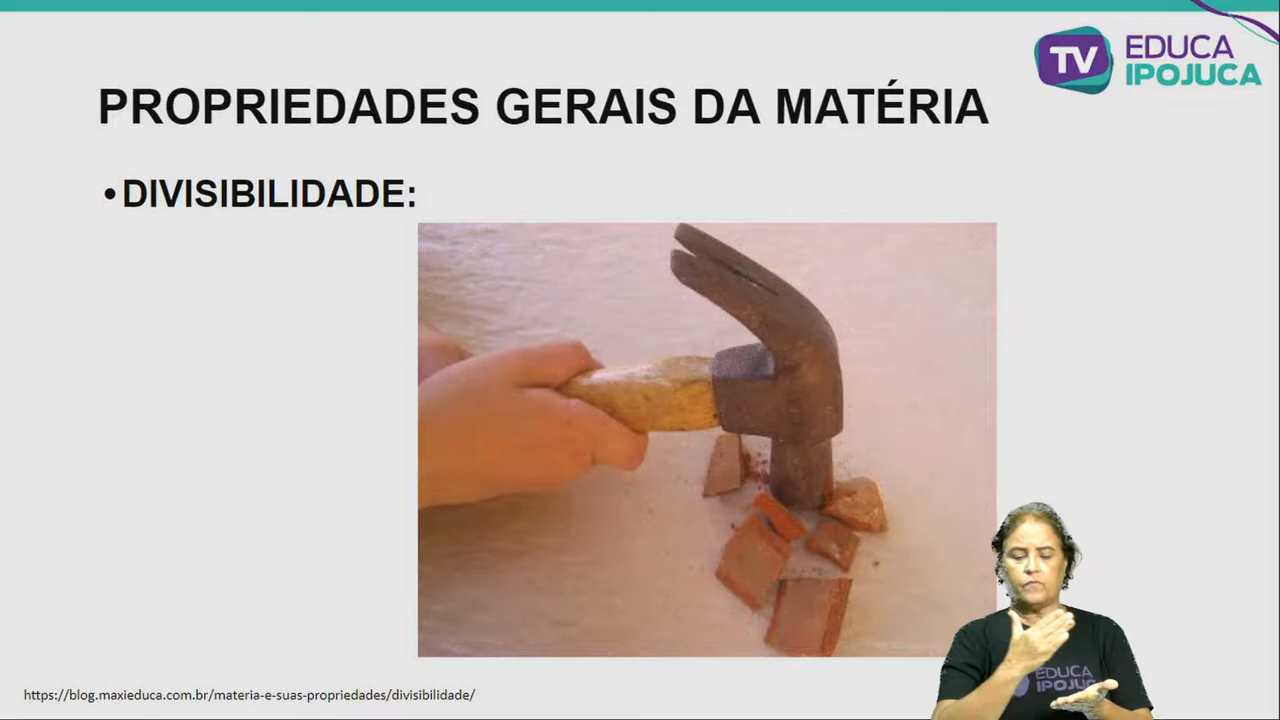 TV EDUCA
IPOJUCA
PROPRIEDADES GERAIS DA MATÉRIA
•DIVISIBILIDADE:
EDUCA
IPOJUCA
https://blog.maxieduca.com.br/materia-e-suas-propriedades/divisibilidade/